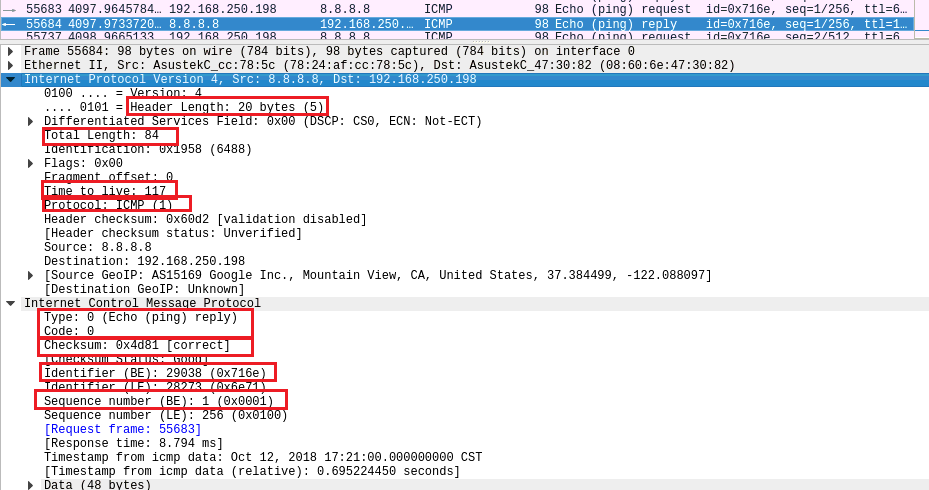 55683 4097.9645784… 192.168.250.198 8.8.8.8 ICMP 98 Echo (ping) request id=0x716e, seq=1/256, ttl=6…
55684 4097.9733720… 8.8.8.8 192.168.250.… ICMP 98 Echo (ping) reply id=0x716e, seq=1/256, ttl=1…
55737 4098.9665133… 192.168.250.198 8.8.8.8 ICMP 98 Echo (ping) request id=0x716e, seq=2/512, ttl=6…
Frame 55684: 98 bytes on wire (784 bits), 98 bytes captured (784 bits) on interface 0
Ethernet II, Src: AsustekC_cc:78:5c (78:24:af:cc:78:5c), Dst: AsustekC_47:30:82 (08:60:6e:47:30:82)
Internet Protocol Version 4, Src: 8.8.8.8, Dst: 192.168.250.198
0100 .... = Version: 4
.... 0101 = Header Length: 20 bytes (5)
Differentiated Services Field: 0x00 (DSCP: CS0, ECN: Not-ECT)
Total Length: 84
Identification: 0x1958 (6488)
Flags: 0x00
Fragment offset: 0
Time to live: 117
Protocol: ICMP (1)
Header checksum: 0x60d2 [validation disabled]
[Header checksum status: Unverified]
Source: 8.8.8.8
Destination: 192.168.250.198
[Source GeoIP: AS15169 Google Inc., Mountain View, CA, United States, 37.384499, -122.088097]
[Destination GeoIP: Unknown]
Internet Control Message Protocol
Type: 0 (Echo (ping) reply)
Code: 0
Checksum: 0x4d81 [correct]
[Checksum Status: Good]
Identifier (BE): 29038 (0x716e)
Identifier (LE): 28273 (0x6e71)
Sequence number (BE): 1 (0x0001)
Sequence number (LE): 256 (0x0100)
[Request frame: 55683]
[Response time: 8.794 ms]
Timestamp from icmp data: Oct 12, 2018 17:21:00.000000000 CST
[Timestamp from icmp data (relative): 0.695224450 seconds]
Data (48 bytes)